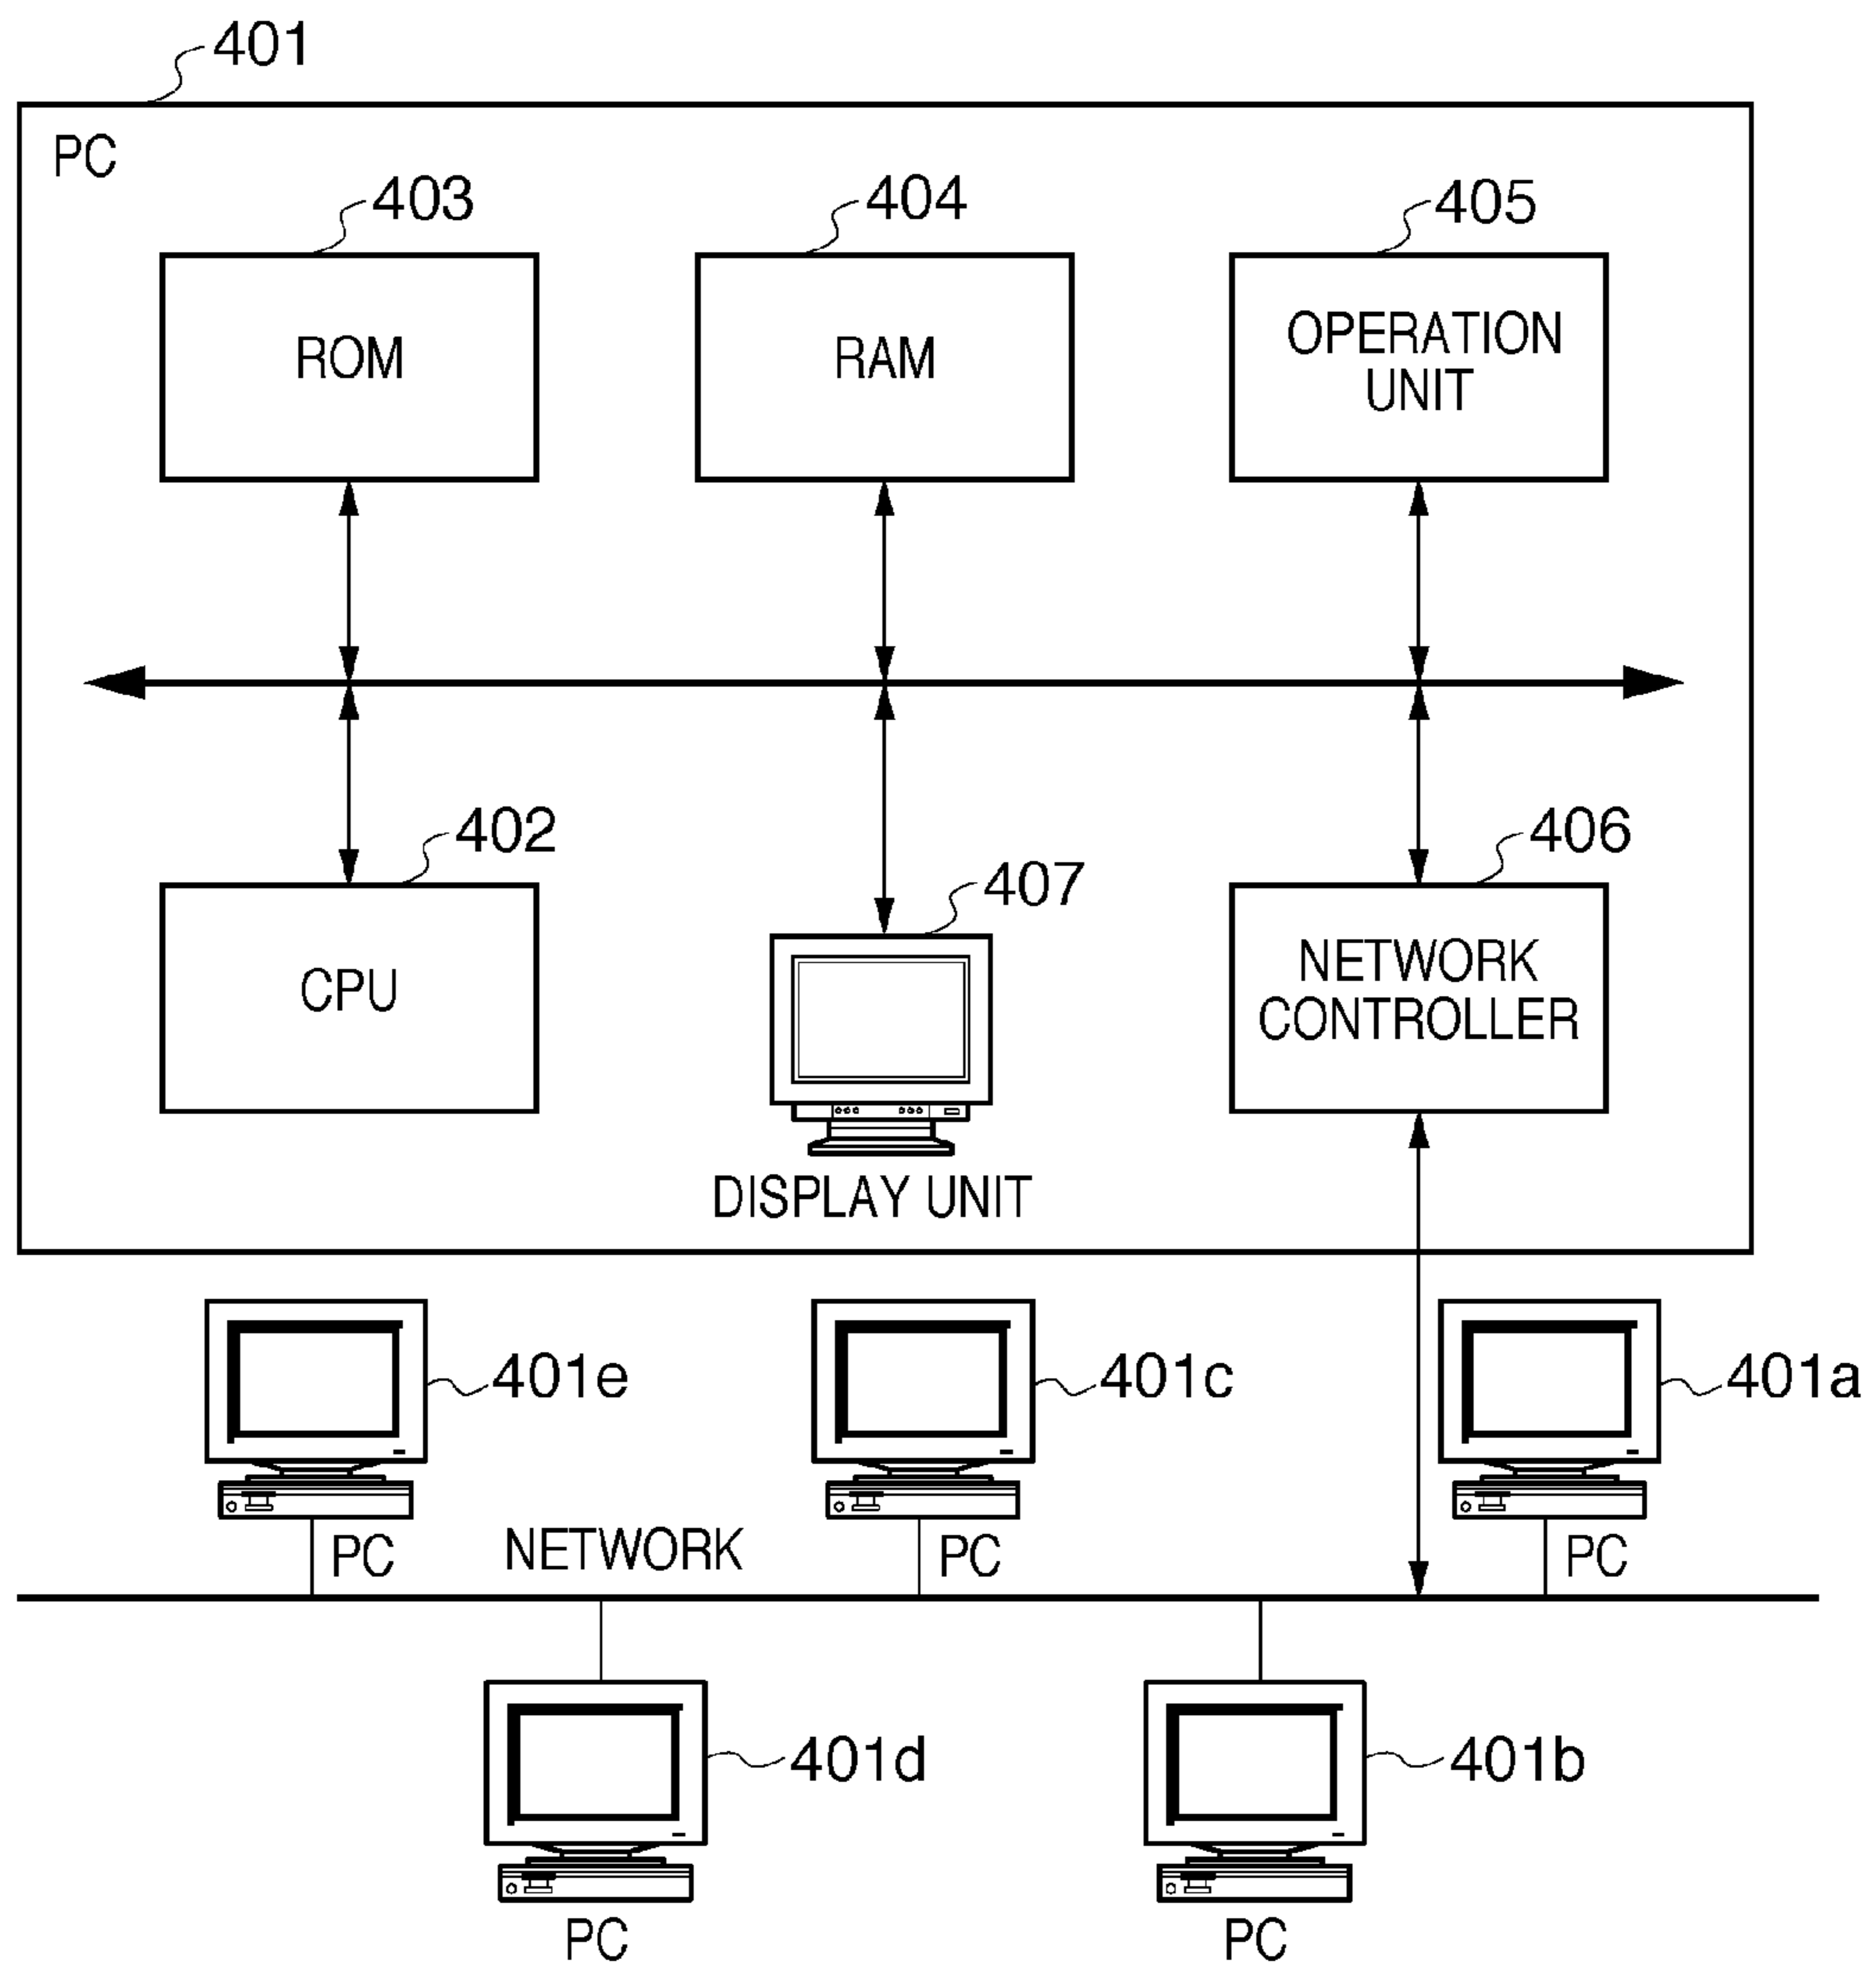 401
PC
403
404
405
ROM
RAM
OPERATION
UNIT
402
407
406
CPU
NETWORK
CONTROLLER
DISPLAY UNIT
401e
401c
401a
PC
NETWORK
PC
PC
401d
401b
PC
PC